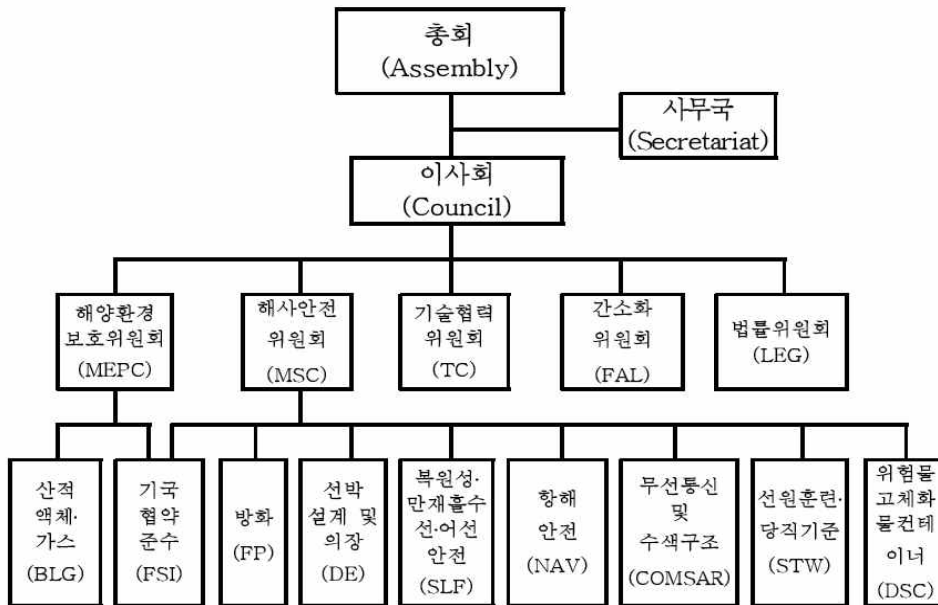 총회
(Assembly)
사무국
(Secretariat)
이사회
(Council)
해양환경
보호위원회
(MEPC)
해사안전
위원회
(MSC)
기술협력
위원회
(TC)
간소화
위원회
(FAL)
법률위원회
(LEG)
산적
액체·
가스
(BLG)
기국
협약
준수
(FSI)
방화
(FP)
선박
설계 및
의장
(DE)
복원성·
만재흘수
선·어선
안전
(SLF)
항해
안전
(NAV)
무선통신
및
수색구조
(COMSAR)
선원훈련·
당직기준
(STW)
위험물
고체화
물컨테
이너
(DSC)